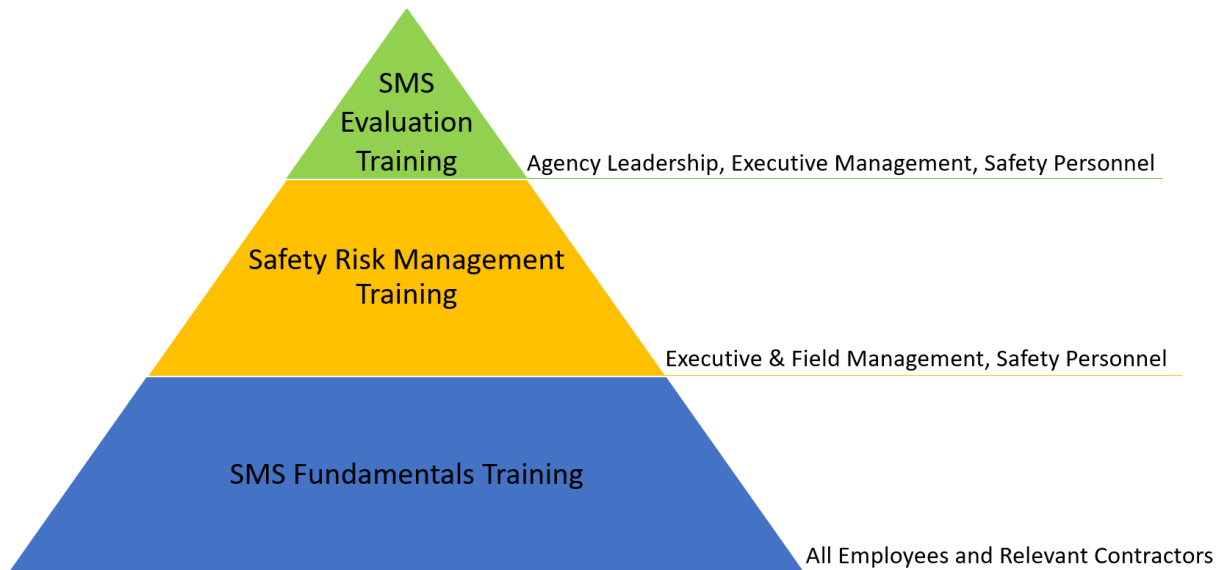 SMS
Evaluation
Training
Agency Leadership, Executive Management, Safety Personnel
Safety Risk Management
Training
Executive & Field Management, Safety Personnel
SMS Fundamentals Training
All Employees and Relevant Contractors